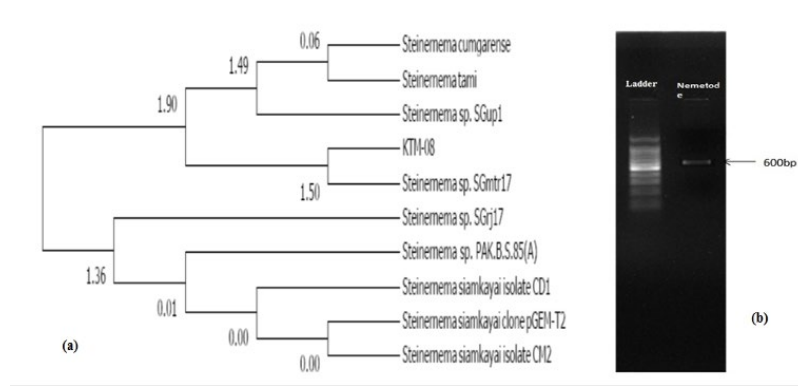 0.06
Steinernema cumgarense
1.49
Steinernema tami
1.90
Steinernema sp. SGup1
KTM-08
1.50
Steinernema sp. SGmtr17
Steinernema sp. SGrj17
1.36
Steinernema sp. PAK.B.S.85(A)
0.01
Steinernema siamkayai isolate CD1
0.00
Steinernema siamkayai clone pGEM-T2
0.00
Steinernema siamkayai isolate CM2
(a)
Ladder
Nemetod
e
600bp
(b)